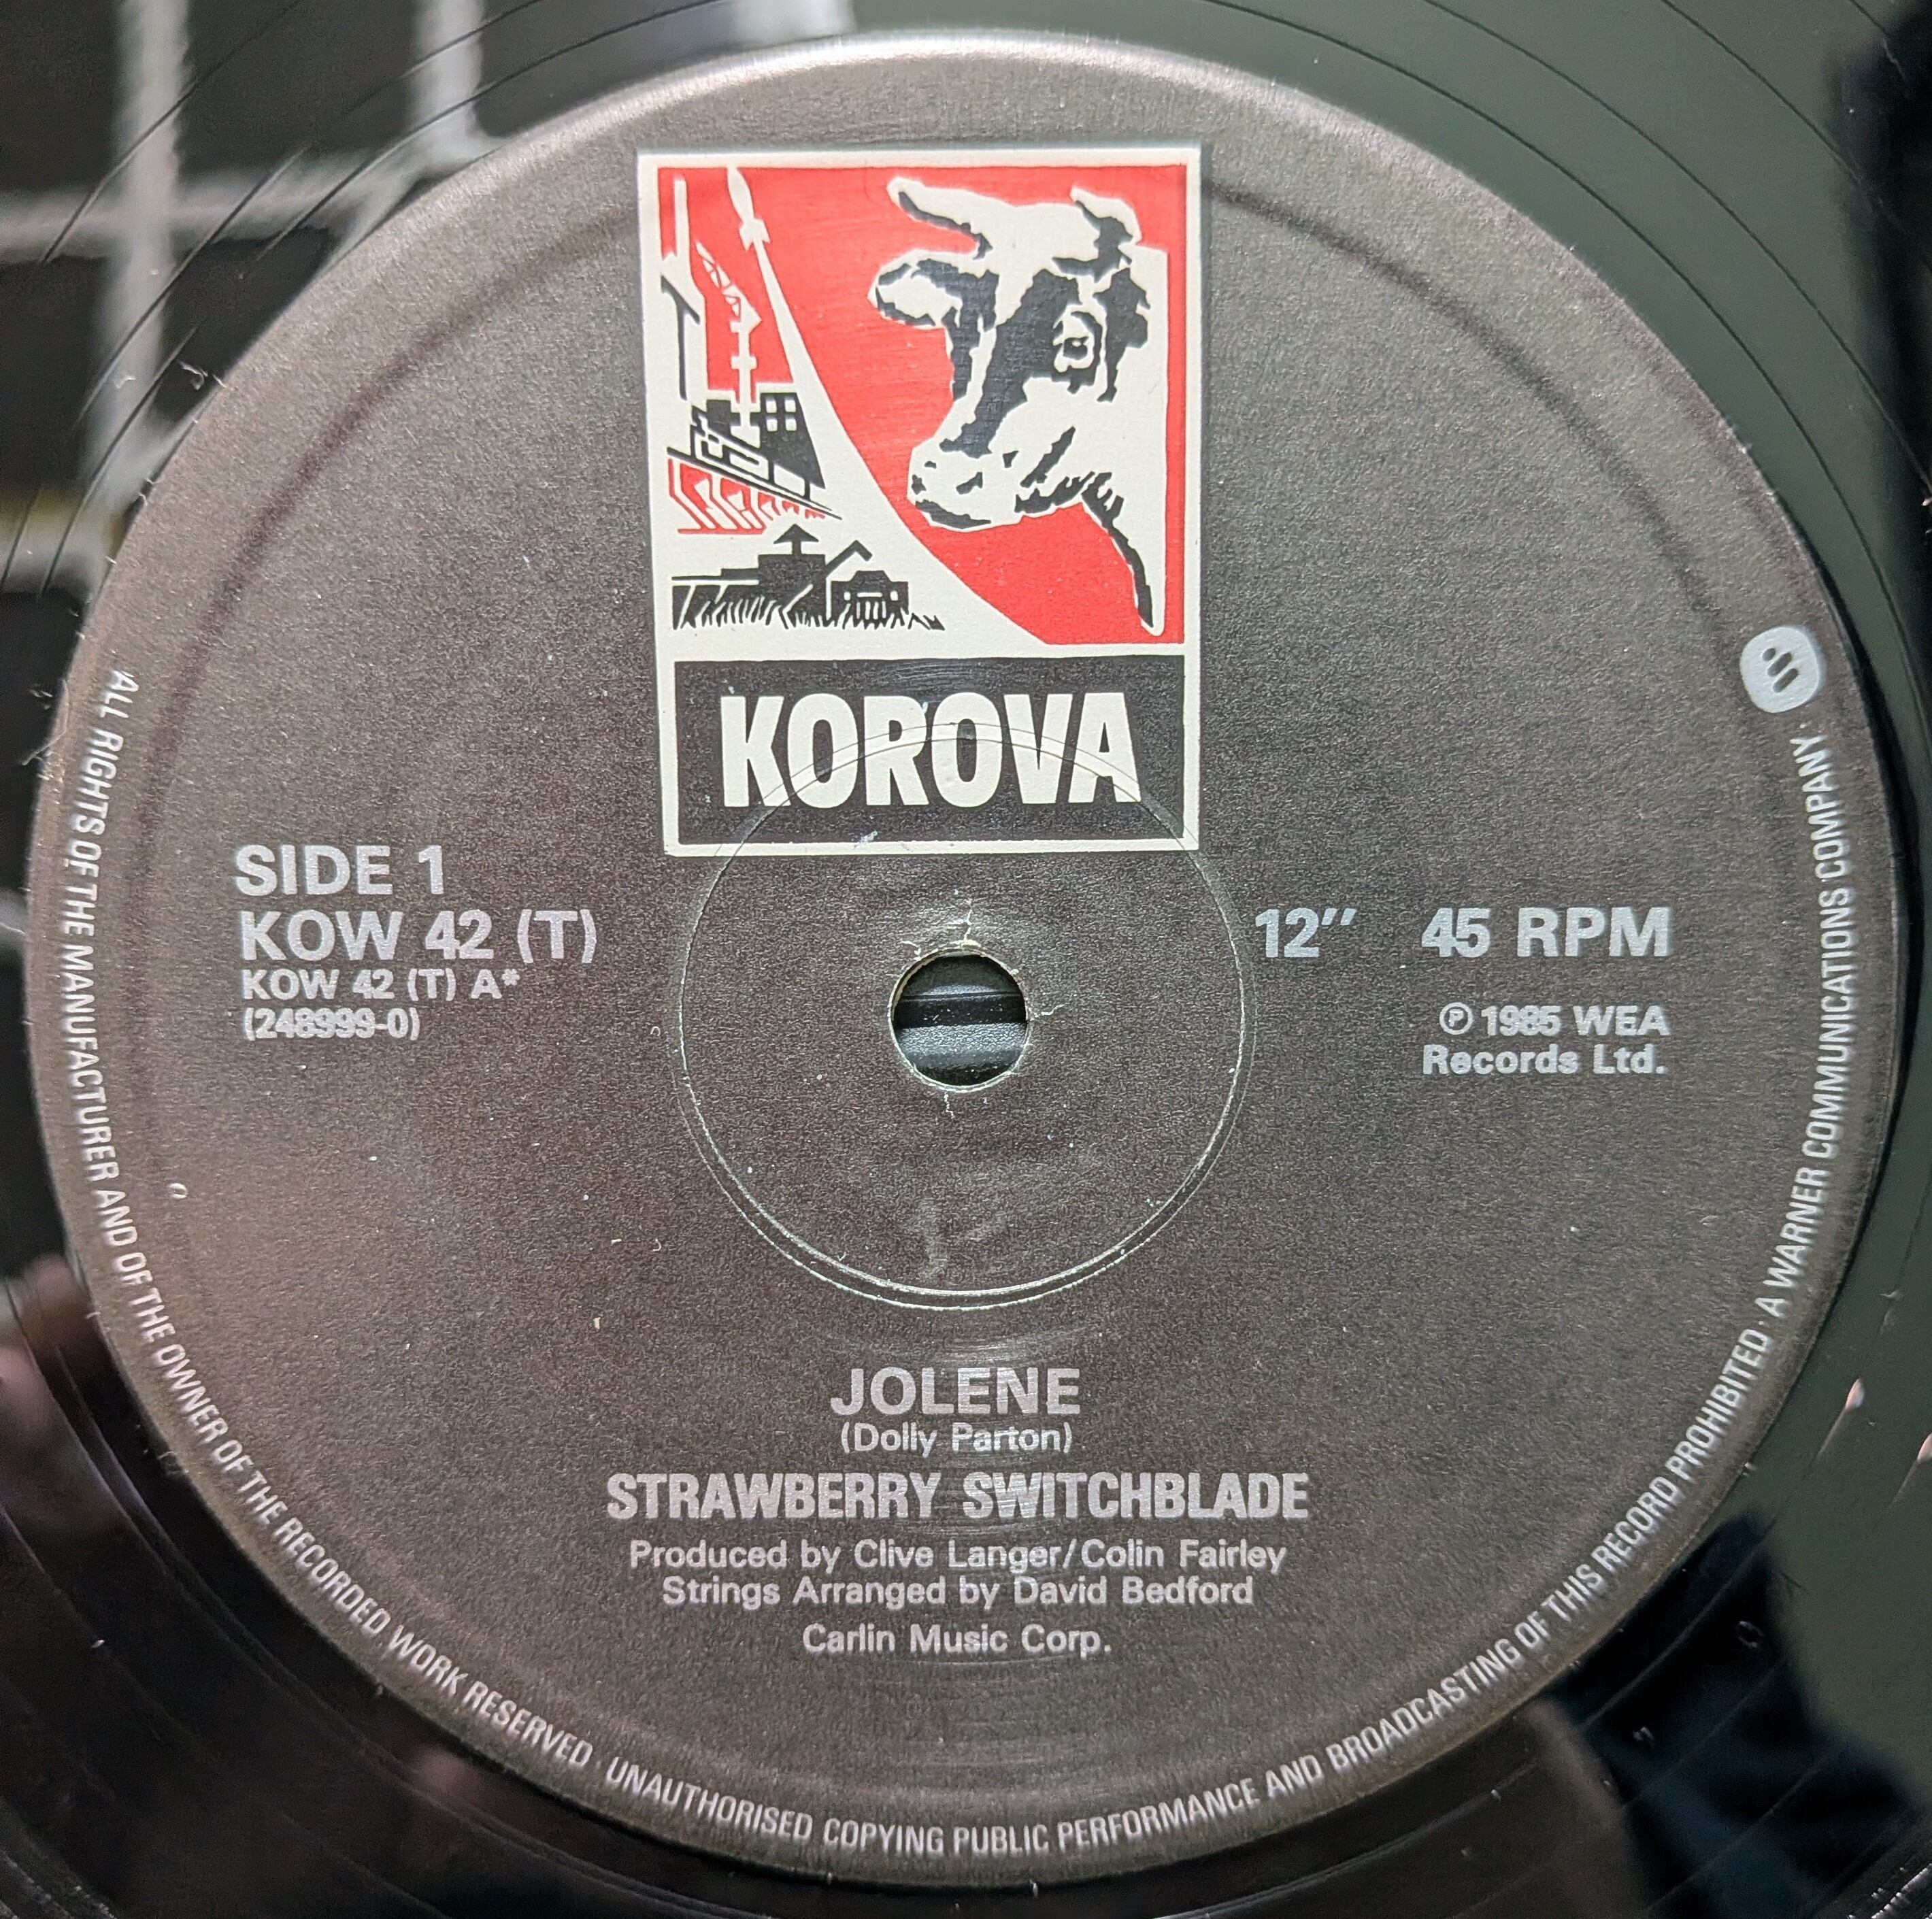 KOROVA
SIDE 1
KOW 42 (T)
KOW 42 (T) A*
(248999-0)
12" 45 RPM
℗ 1985 WEA
Records Ltd.
JOLENE
(Dolly Parton)
STRAWBERRY SWITCHBLADE
Produced by Clive Langer/Colin Fairley
Strings Arranged by David Bedford
Carlin Music Corp.
ALL RIGHTS OF THE MANUFACTURER AND OF THE OWNER OF THE RECORDED WORK RESERVED · UNAUTHORISED COPYING PUBLIC PERFORMANCE AND BROADCASTING OF THIS RECORD PROHIBITED · A WARNER COMMUNICATIONS COMPANY ·